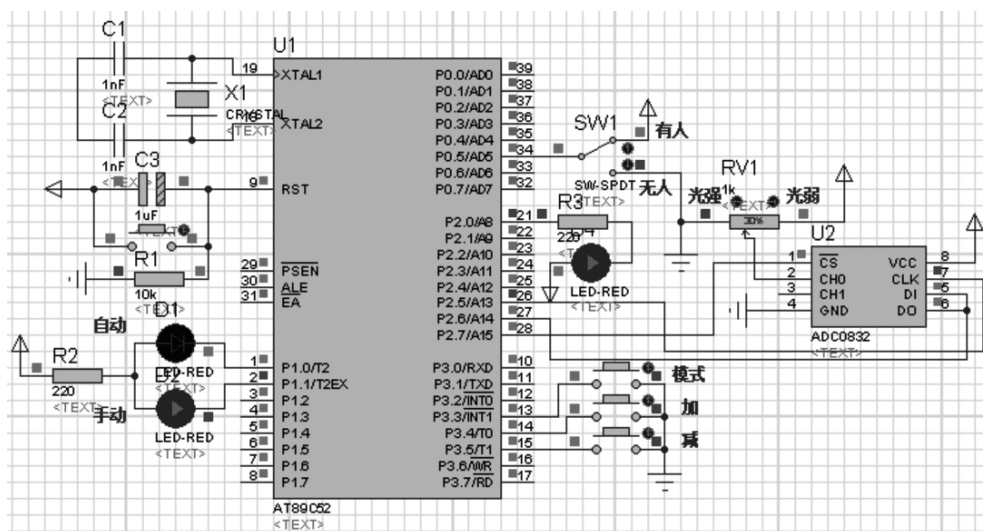 C1
1nF
<TEXT>
X1
CRYSTAL
<TEXT>
C2
1nF
<TEXT>
C3
1uF
<TEXT>
R1
10k
<TEXT>
自动
D1
LED-RED
<TEXT>
R2
220
<TEXT>
手动
D2
LED-RED
<TEXT>
U1
19 XTAL1
XTAL2
9 RST
29 PSEN
30 ALE
31 EA
1 P1.0/T2
2 P1.1/T2EX
3 P1.2
4 P1.3
5 P1.4
6 P1.5
7 P1.6
8 P1.7
P0.0/AD0 39
P0.1/AD1 38
P0.2/AD2 37
P0.3/AD3 36
P0.4/AD4 35
P0.5/AD5 34
P0.6/AD6 33
P0.7/AD7 32
P2.0/A8 21
P2.1/A9 22
P2.2/A10 23
P2.3/A11 24
P2.4/A12 25
P2.5/A13 26
P2.6/A14 27
P2.7/A15 28
P3.0/RXD 10
P3.1/TXD 11
P3.2/INT0 12
P3.3/INT1 13
P3.4/T0 14
P3.5/T1 15
P3.6/WR 16
P3.7/RD 17
AT89C52
<TEXT>
SW1
有人
SW-SPDT
<TEXT>
无人
R3
220
<TEXT>
LED-RED
<TEXT>
RV1
1k
<TEXT>
光强
30%
光弱
U2
1 CS
2 CH0
3 CH1
4 GND
VCC 8
CLK 7
DI 5
DO 6
ADC0832
<TEXT>
模式
加
减